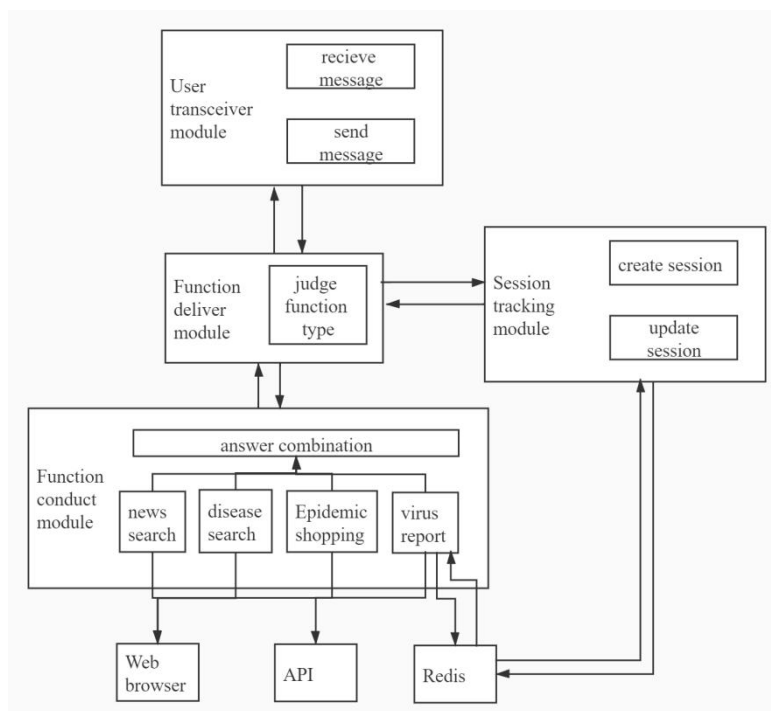 User
transceiver
module
recieve
message
send
message
Function
deliver
module
judge
function
type
Session
tracking
module
create session
update
session
Function
conduct
module
answer combination
news
search
disease
search
Epidemic
shopping
virus
report
Web
browser
API
Redis